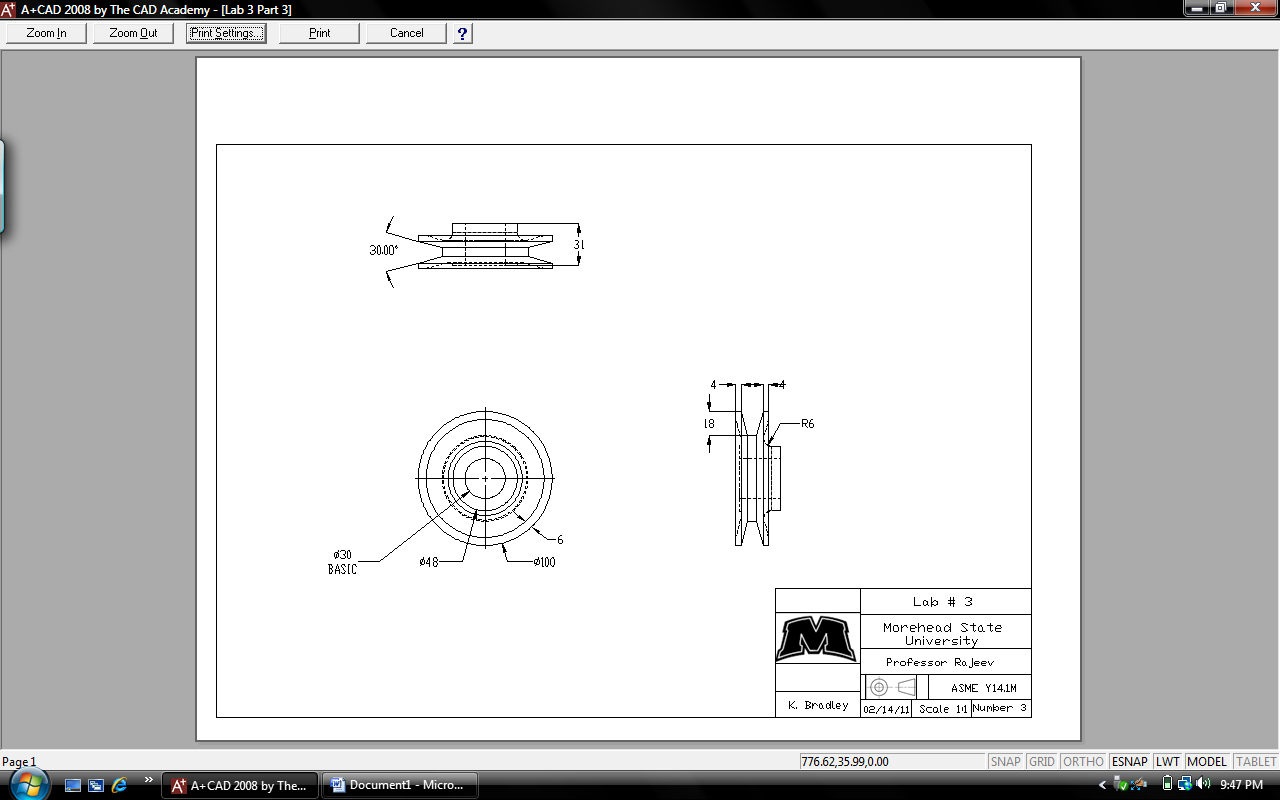 A+CAD 2008 by The CAD Academy - [Lab 3 Part 3]
Zoom In Zoom Out Print Settings... Print Cancel ?
30.00°
31
4 4
18
R6
6
ø30
BASIC
ø48
ø100
Lab # 3
Morehead State
University
Professor Rajeev
ASME Y14.1M
K. Bradley
02/14/11 Scale 1:1 Number 3
Page 1
776.62,35.99,0.00
SNAP GRID ORTHO ESNAP LWT MODEL TABLET
A+CAD 2008 by The...
Document1 - Micro...
9:47 PM